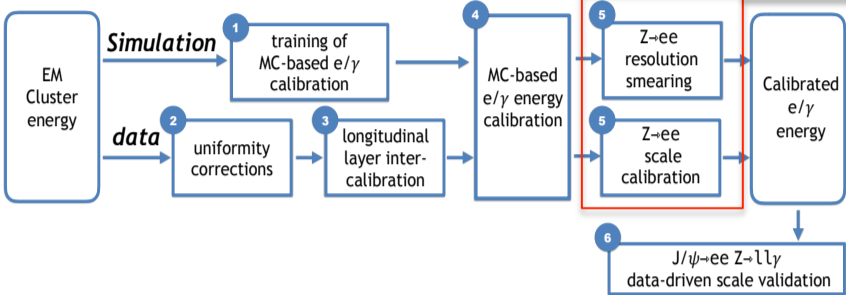 EM
Cluster
energy
Simulation
data
1
training of
MC-based e/γ
calibration
2
uniformity
corrections
3
longitudinal
layer inter-
calibration
4
MC-based
e/γ energy
calibration
5
Z→ee
resolution
smearing
5
Z→ee
scale
calibration
Calibrated
e/γ
energy
6
J/ψ→ee Z→llγ
data-driven scale validation